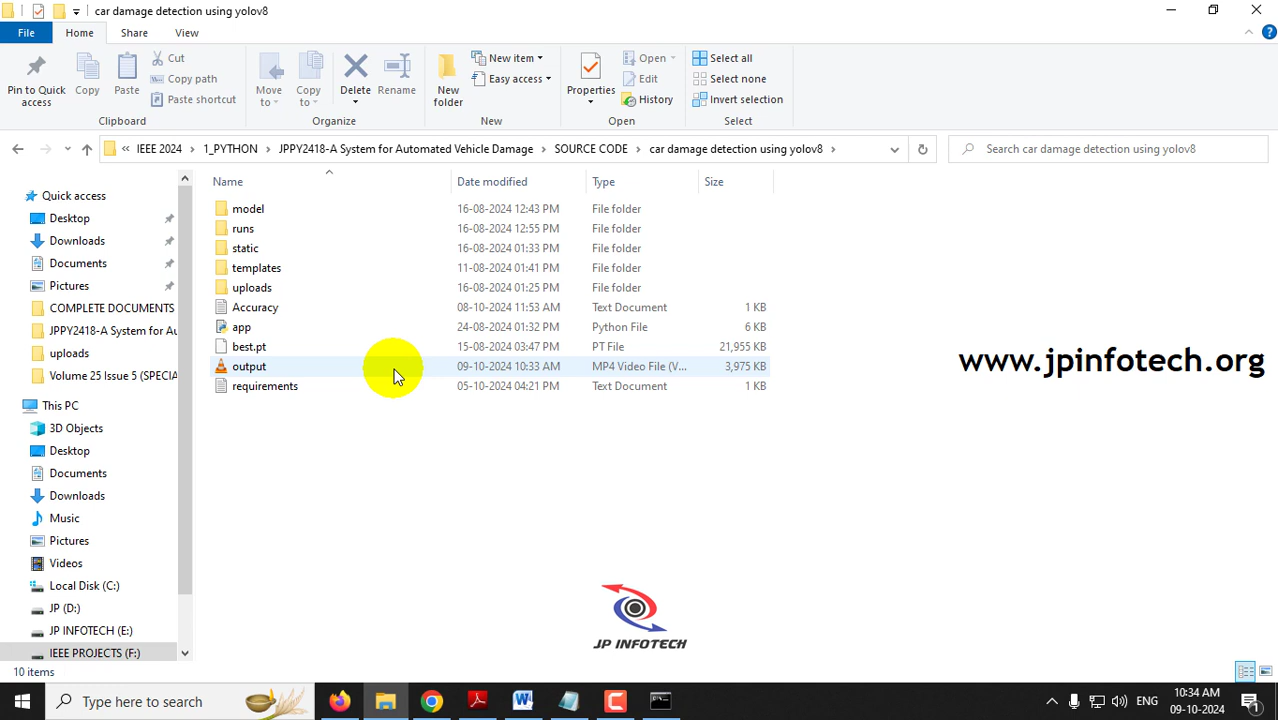 car damage detection using yolov8
File Home Share View
Pin to Quick access
Copy
Paste
Cut
Copy path
Paste shortcut
Clipboard
Move to
Copy to
Delete
Rename
Organize
New folder
New item
Easy access
New
Properties
Open
Edit
History
Open
Select all
Select none
Invert selection
Select
« IEEE 2024 > 1_PYTHON > JPPY2418-A System for Automated Vehicle Damage > SOURCE CODE > car damage detection using yolov8 >
Search car damage detection using yolov8
Quick access
Desktop
Downloads
Documents
Pictures
COMPLETE DOCUMENTS
JPPY2418-A System for Au
uploads
Volume 25 Issue 5 (SPECIA
This PC
3D Objects
Desktop
Documents
Downloads
Music
Pictures
Videos
Local Disk (C:)
JP (D:)
JP INFOTECH (E:)
IEEE PROJECTS (F:)
Name Date modified Type Size
model 16-08-2024 12:43 PM File folder
runs 16-08-2024 12:55 PM File folder
static 16-08-2024 01:33 PM File folder
templates 11-08-2024 01:41 PM File folder
uploads 16-08-2024 01:25 PM File folder
Accuracy 08-10-2024 11:53 AM Text Document 1 KB
app 24-08-2024 01:32 PM Python File 6 KB
best.pt 15-08-2024 03:47 PM PT File 21,955 KB
output 09-10-2024 10:33 AM MP4 Video File (V... 3,975 KB
requirements 05-10-2024 04:21 PM Text Document 1 KB
www.jpinfotech.org
JP INFOTECH
10 items
Type here to search
ENG
10:34 AM
09-10-2024
1